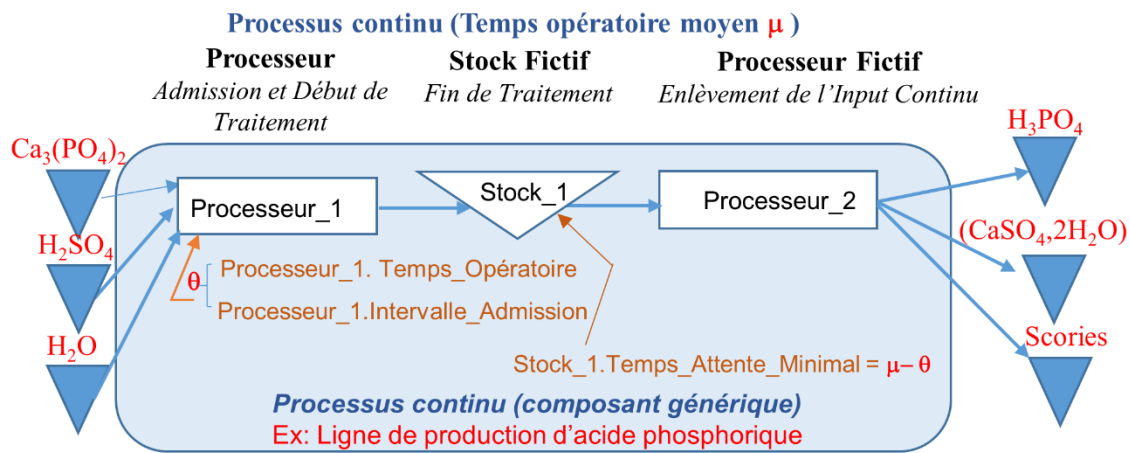 Processus continu (Temps opératoire moyen μ )
Processeur
Admission et Début de
Traitement
Stock Fictif
Fin de Traitement
Processeur Fictif
Enlèvement de l’Input Continu
Ca₃(PO₄)₂
H₂SO₄
H₂O
Processeur_1
Stock_1
Processeur_2
H₃PO₄
(CaSO₄,2H₂O)
Scories
θ
Processeur_1. Temps_Opératoire
Processeur_1.Intervalle_Admission
Stock_1.Temps_Attente_Minimal = μ– θ
Processus continu (composant générique)
Ex: Ligne de production d’acide phosphorique